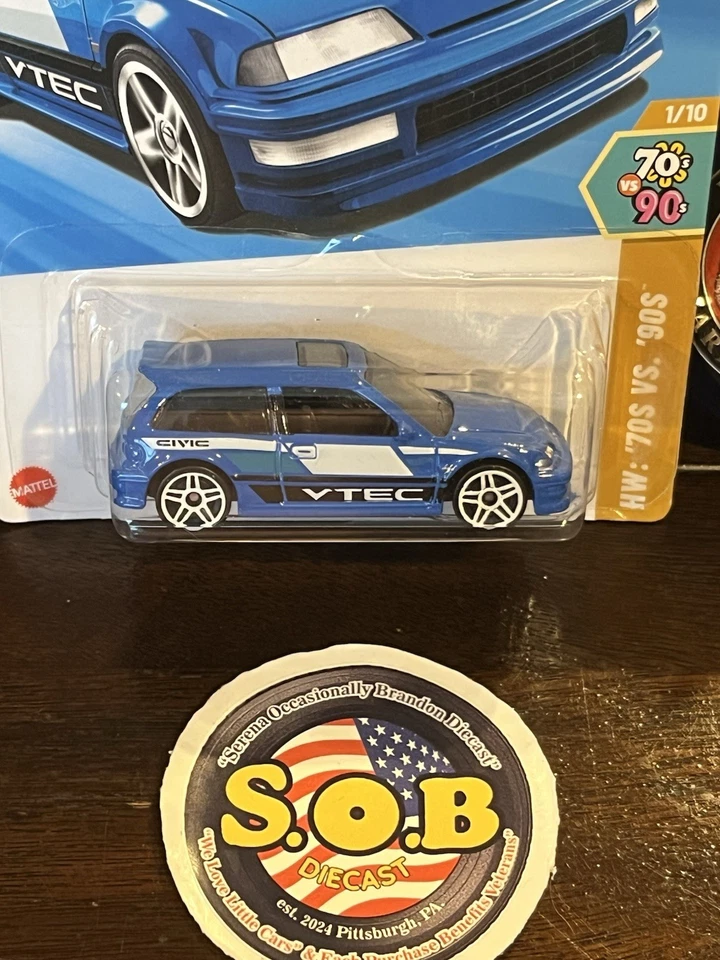 VTEC
1/10
70's
VS
90s
HW: '70S VS. '90S™
CIVIC
VTEC
MATTEL
"Serena Occasionally Brandon Diecast"
S.O.B
DIECAST
est. 2024 Pittsburgh, PA.
"We Love Little Cars" & Each Purchase Benefits Veterans"